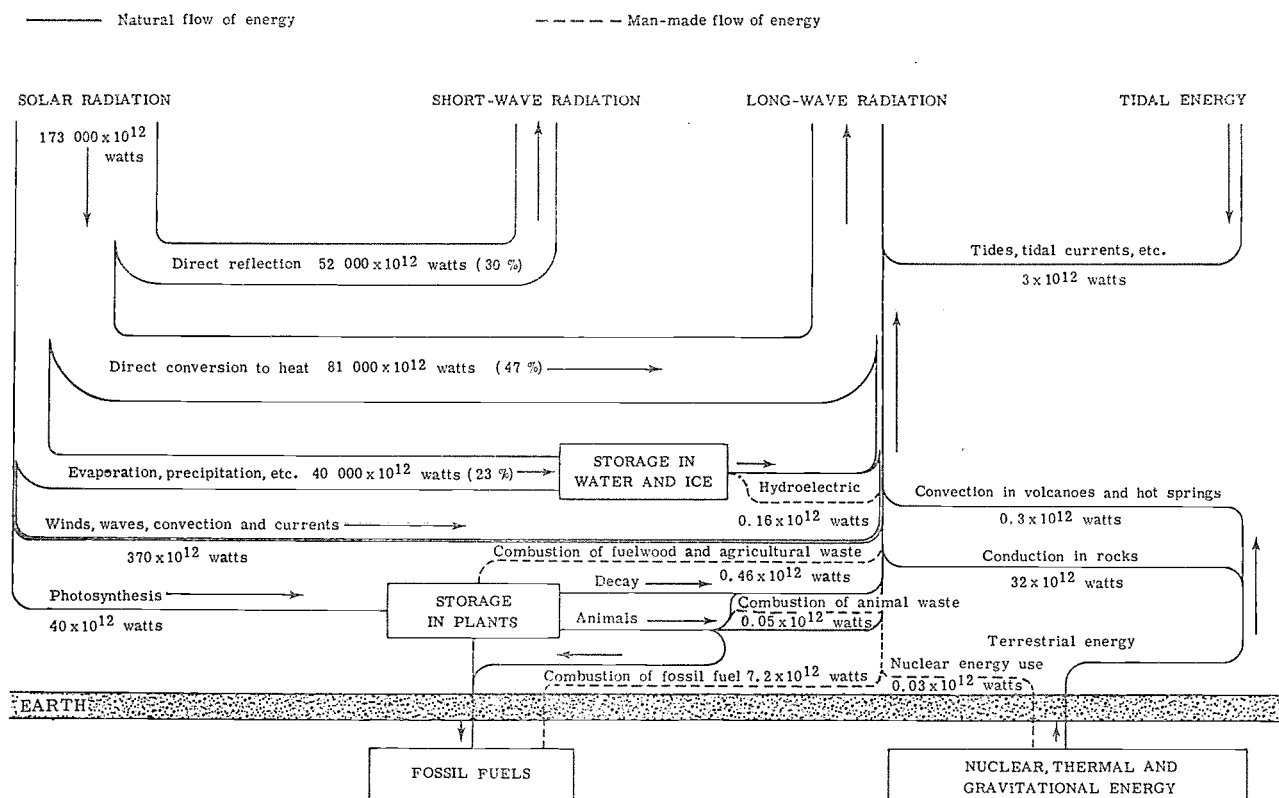 Natural flow of energy
Man-made flow of energy
SOLAR RADIATION
SHORT-WAVE RADIATION
LONG-WAVE RADIATION
TIDAL ENERGY
173 000 x 10¹²
watts
Direct reflection 52 000 x 10¹² watts (30 %)
Tides, tidal currents, etc.
3 x 10¹² watts
Direct conversion to heat 81 000 x 10¹² watts (47 %)
Evaporation, precipitation, etc. 40 000 x 10¹² watts (23 %)
STORAGE IN
WATER AND ICE
Hydroelectric
0.16 x 10¹² watts
Convection in volcanoes and hot springs
0.3 x 10¹² watts
Winds, waves, convection and currents
370 x 10¹² watts
Combustion of fuelwood and agricultural waste
0.46 x 10¹² watts
Conduction in rocks
32 x 10¹² watts
Photosynthesis
40 x 10¹² watts
STORAGE
IN PLANTS
Decay
Animals
Combustion of animal waste
0.05 x 10¹² watts
Terrestrial energy
Combustion of fossil fuel 7.2 x 10¹² watts
Nuclear energy use
0.03 x 10¹² watts
EARTH
FOSSIL FUELS
NUCLEAR, THERMAL AND
GRAVITATIONAL ENERGY